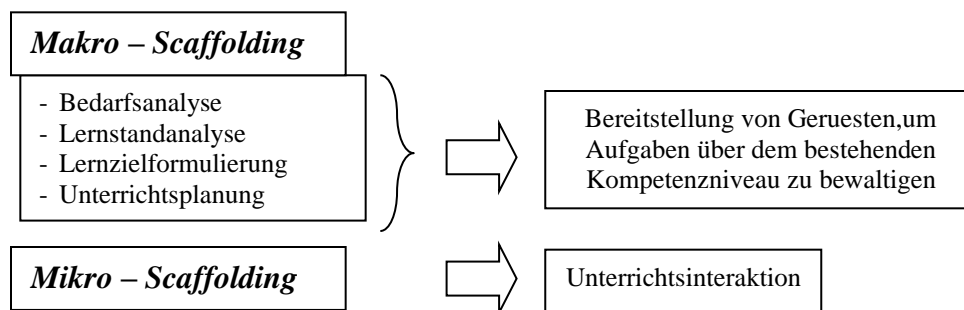 Makro – Scaffolding
- Bedarfsanalyse
- Lernstandanalyse
- Lernzielformulierung
- Unterrichtsplanung
Bereitstellung von Geruesten,um
Aufgaben über dem bestehenden
Kompetenzniveau zu bewaltigen
Mikro – Scaffolding
Unterrichtsinteraktion